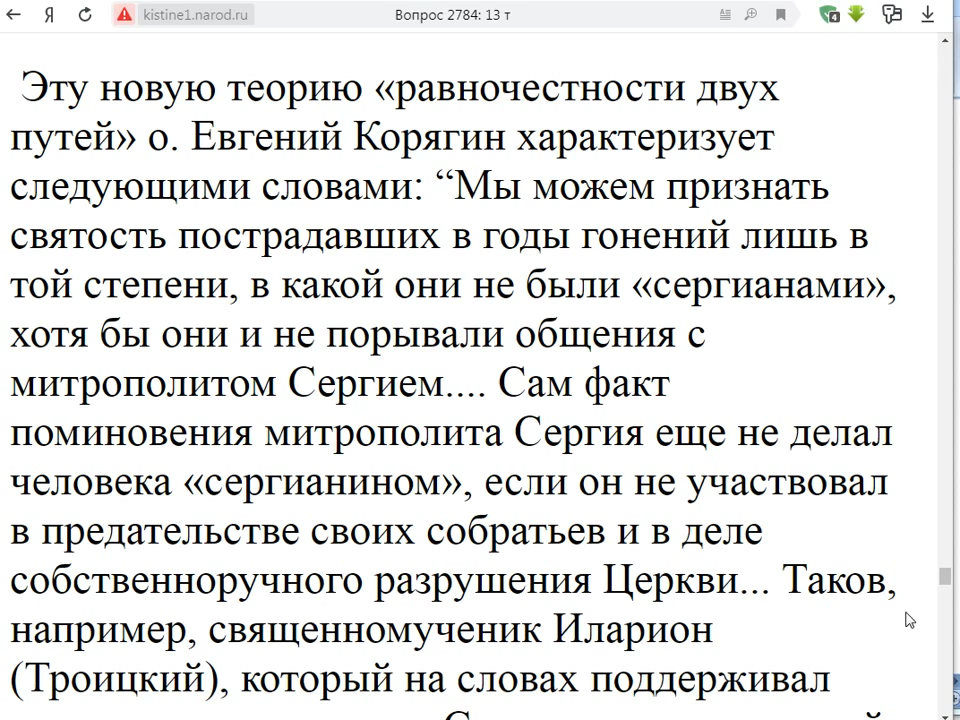 Я kistine1.narod.ru Вопрос 2784: 13 т 4
Эту новую теорию «равночестности двух
путей» о. Евгений Корягин характеризует
следующими словами: “Мы можем признать
святость пострадавших в годы гонений лишь в
той степени, в какой они не были «сергианами»,
хотя бы они и не порывали общения с
митрополитом Сергием.... Сам факт
поминовения митрополита Сергия еще не делал
человека «сергианином», если он не участвовал
в предательстве своих собратьев и в деле
собственноручного разрушения Церкви... Таков,
например, священномученик Иларион
(Троицкий), который на словах поддерживал